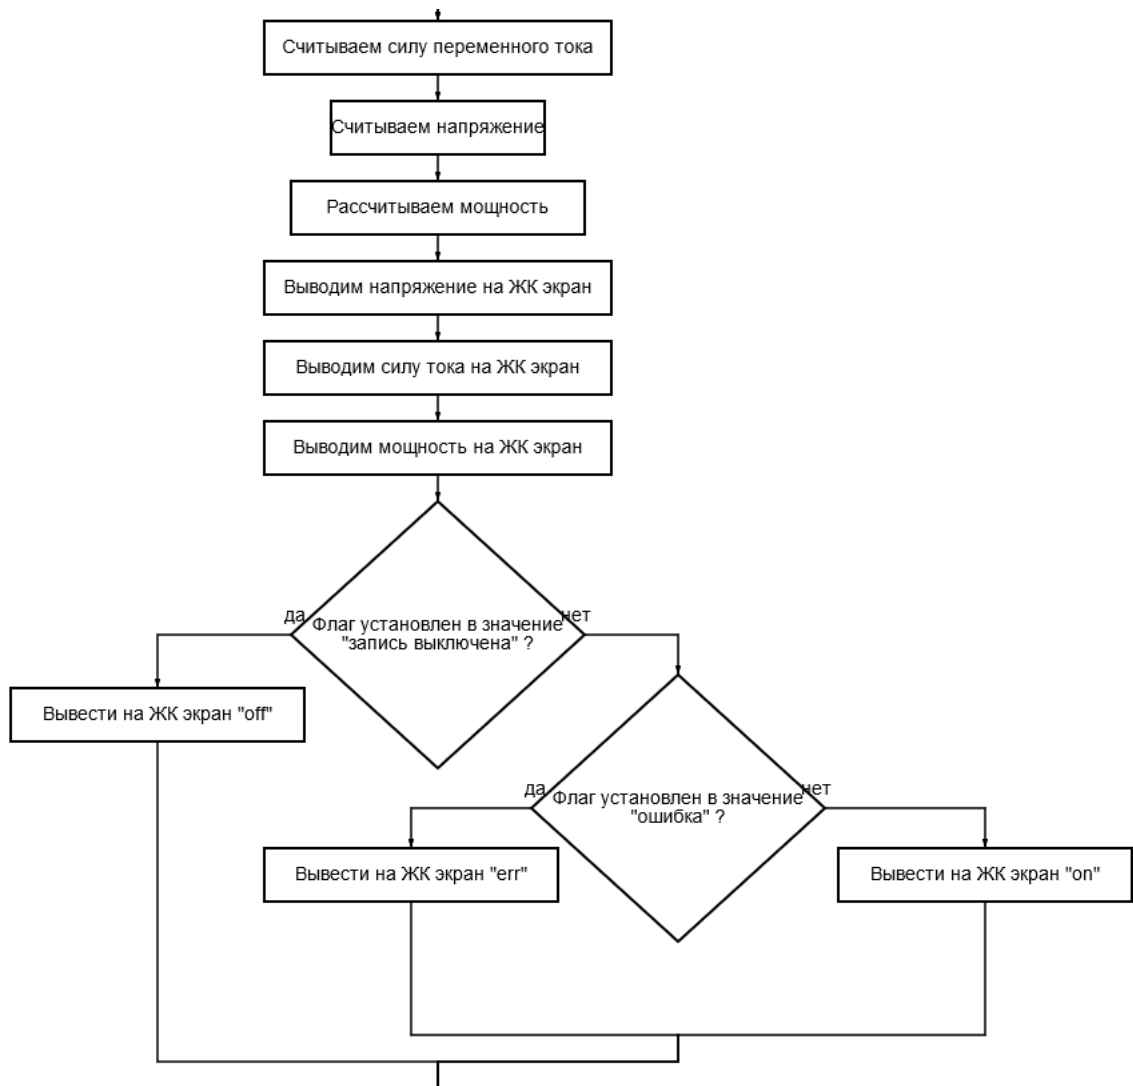 Считываем силу переменного тока
Считываем напряжение
Рассчитываем мощность
Выводим напряжение на ЖК экран
Выводим силу тока на ЖК экран
Выводим мощность на ЖК экран
да
нет
Флаг установлен в значение
"запись выключена" ?
Вывести на ЖК экран "off"
да
нет
Флаг установлен в значение
"ошибка" ?
Вывести на ЖК экран "err"
Вывести на ЖК экран "on"